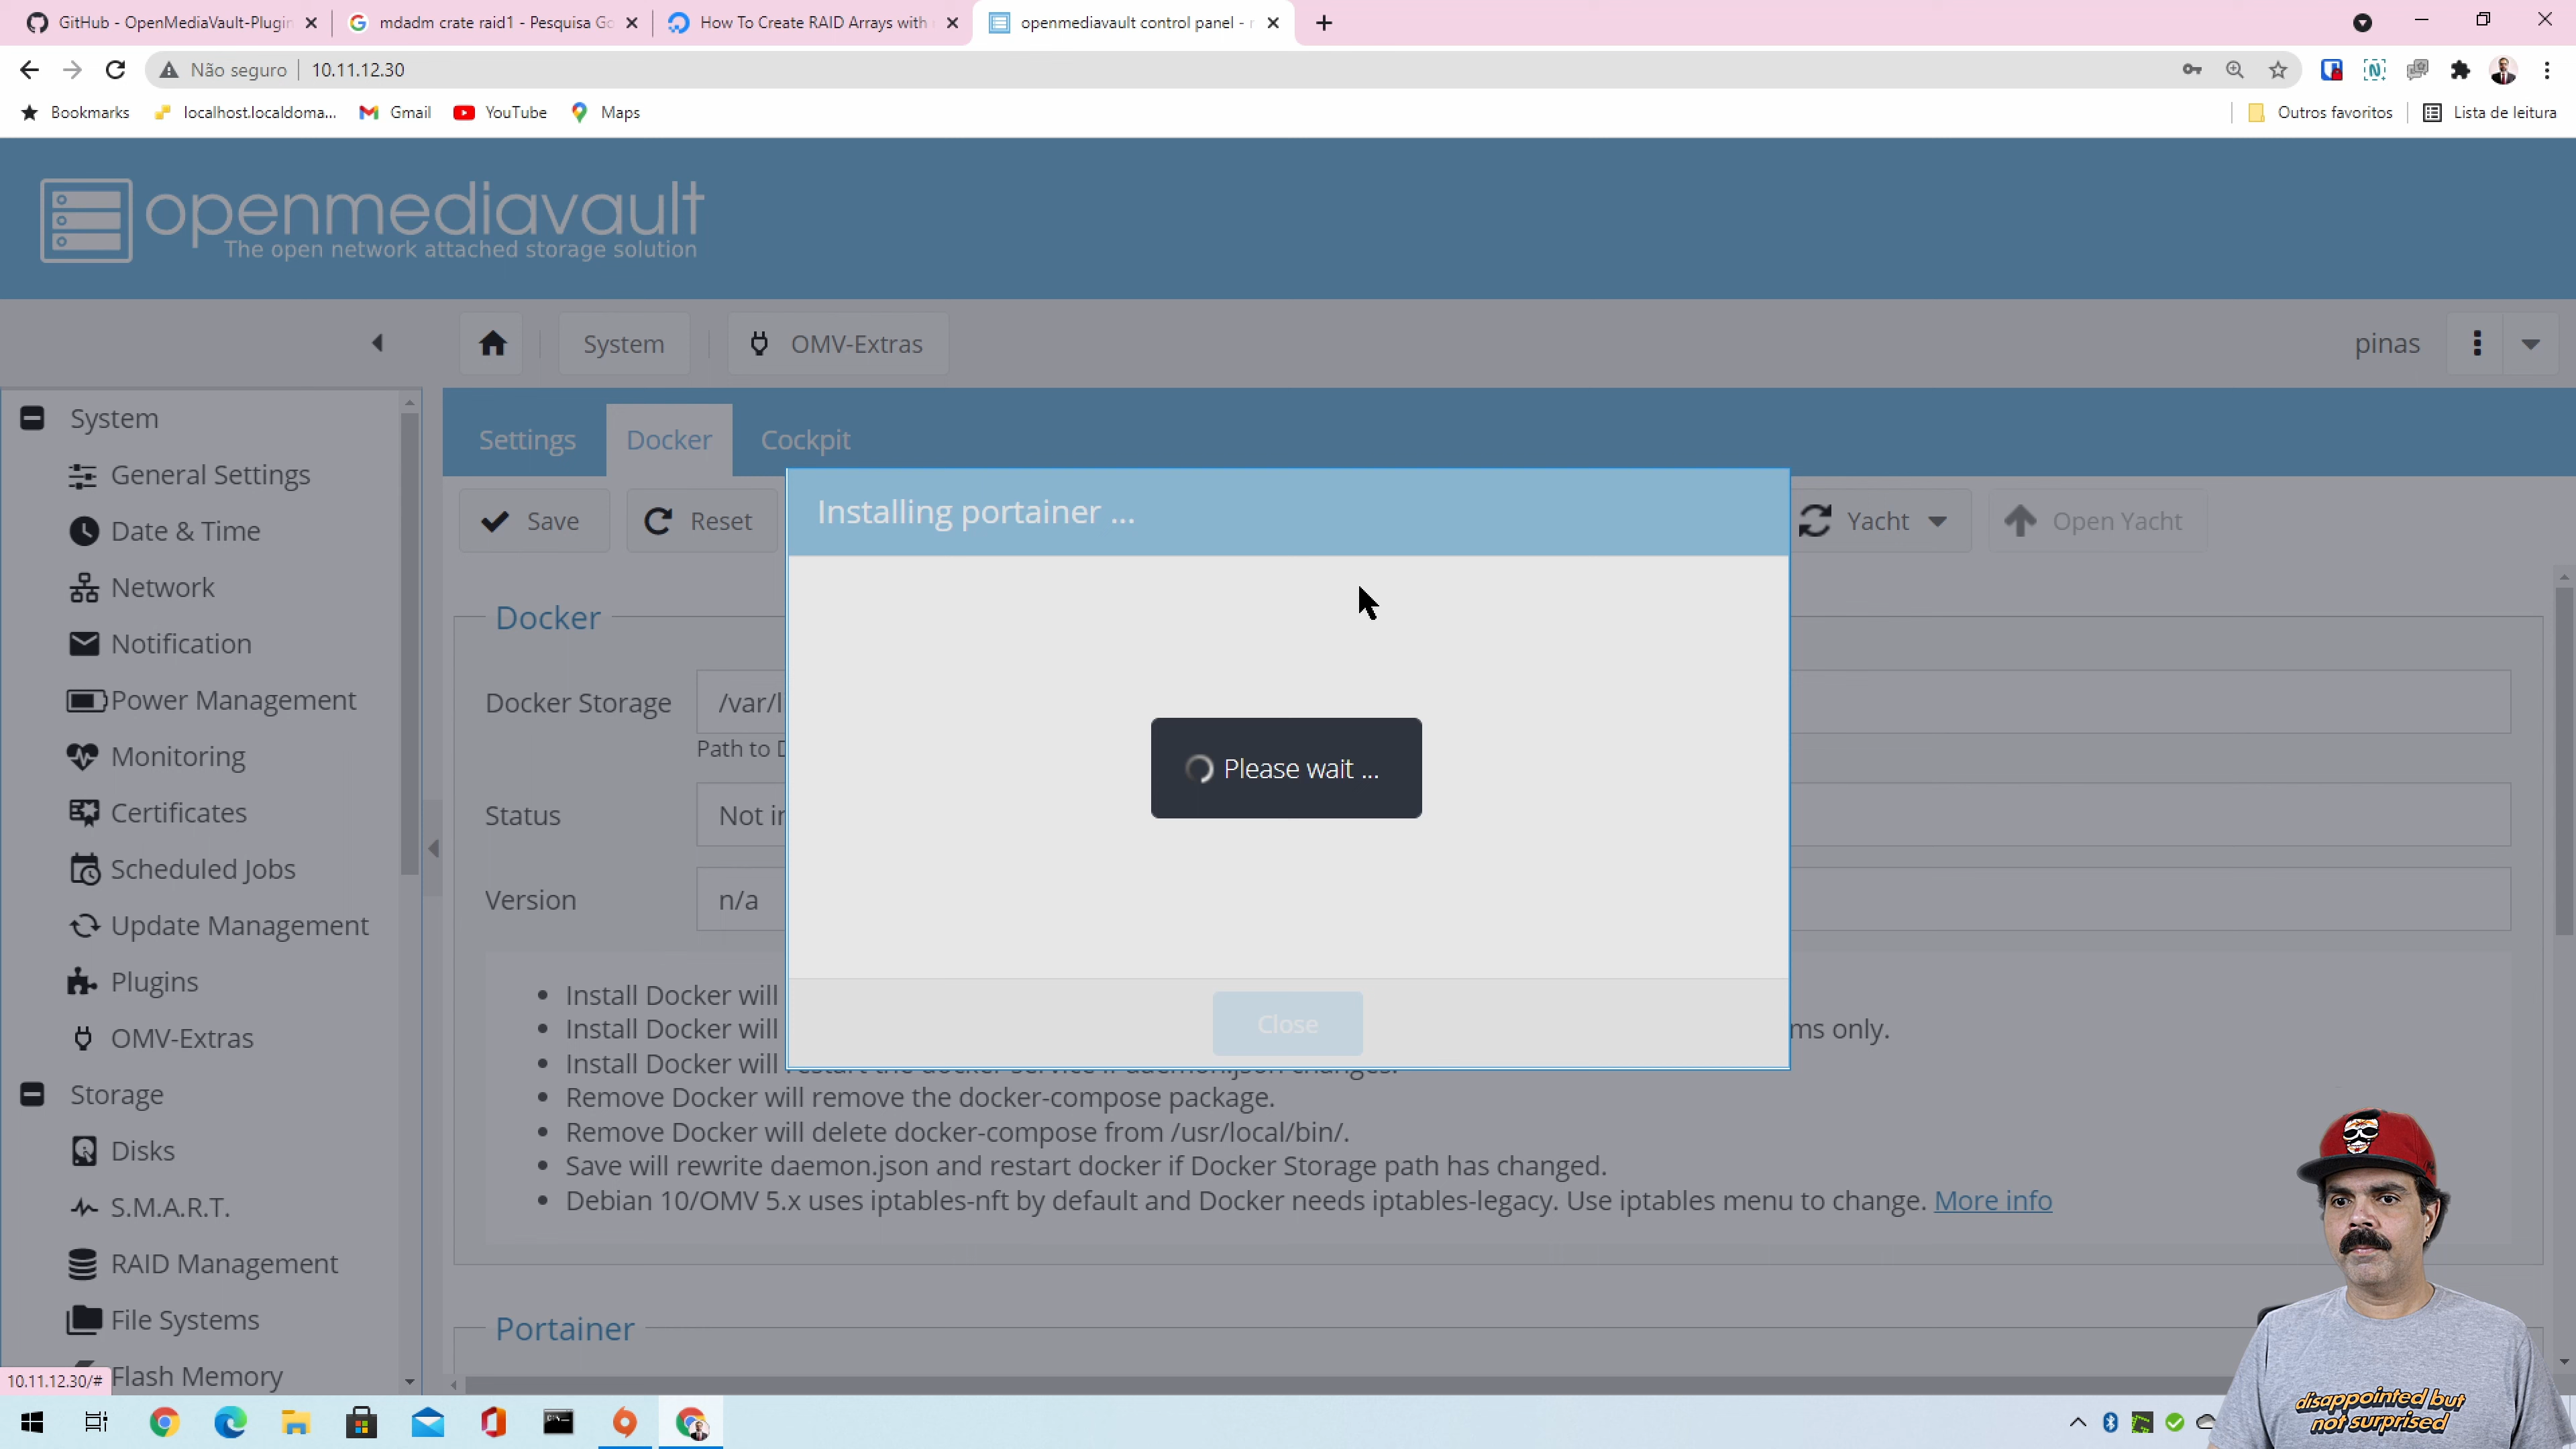 GitHub - OpenMediaVault-Plugin
mdadm crate raid1 - Pesquisa Go
How To Create RAID Arrays with
openmediavault control panel -
Não seguro
10.11.12.30
Bookmarks
localhost.localdoma...
Gmail
YouTube
Maps
Outros favoritos
Lista de leitura
openmediavault
The open network attached storage solution
System
OMV-Extras
pinas
System
General Settings
Date & Time
Network
Notification
Power Management
Monitoring
Certificates
Scheduled Jobs
Update Management
Plugins
OMV-Extras
Storage
Disks
S.M.A.R.T.
RAID Management
File Systems
Flash Memory
10.11.12.30/#
Settings
Docker
Cockpit
Save
Reset
Yacht
Open Yacht
Installing portainer ...
Please wait ...
Close
Docker
Docker Storage
/var/l
Path to
Status
Not
Version
n/a
Install Docker will
Install Docker will ms only.
Install Docker will restart the docker service if daemon.json changes.
Remove Docker will remove the docker-compose package.
Remove Docker will delete docker-compose from /usr/local/bin/.
Save will rewrite daemon.json and restart docker if Docker Storage path has changed.
Debian 10/OMV 5.x uses iptables-nft by default and Docker needs iptables-legacy. Use iptables menu to change. More info
Portainer
disappointed but
not surprised